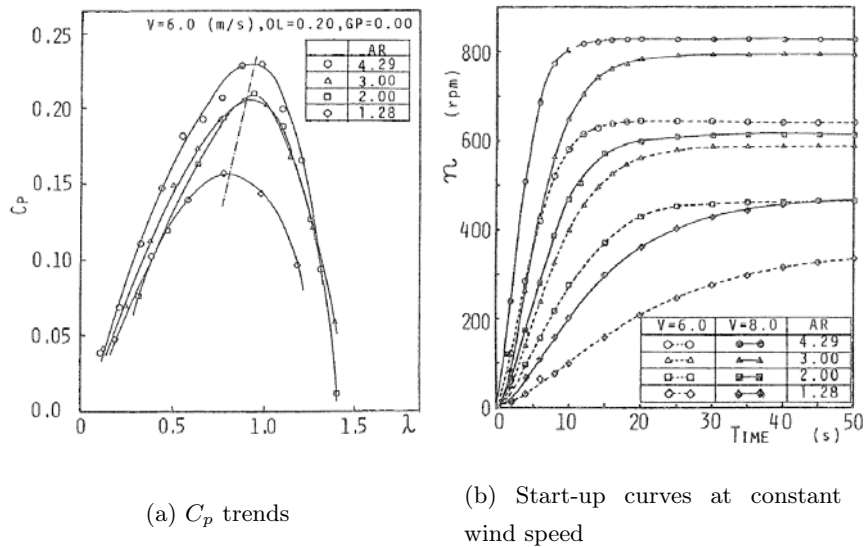 V=6.0 (m/s),OL=0.20,GP=0.00
AR
4.29
3.00
2.00
1.28
0.25
0.20
0.15
0.10
0.05
0.0
CP
0
0.5
1.0
1.5
λ
(a) Cp trends
800
600
400
200
0
n (rpm)
V=6.0 V=8.0 AR
4.29
3.00
2.00
1.28
0 10 20 30 40 50
TIME (s)
(b) Start-up curves at constant
wind speed